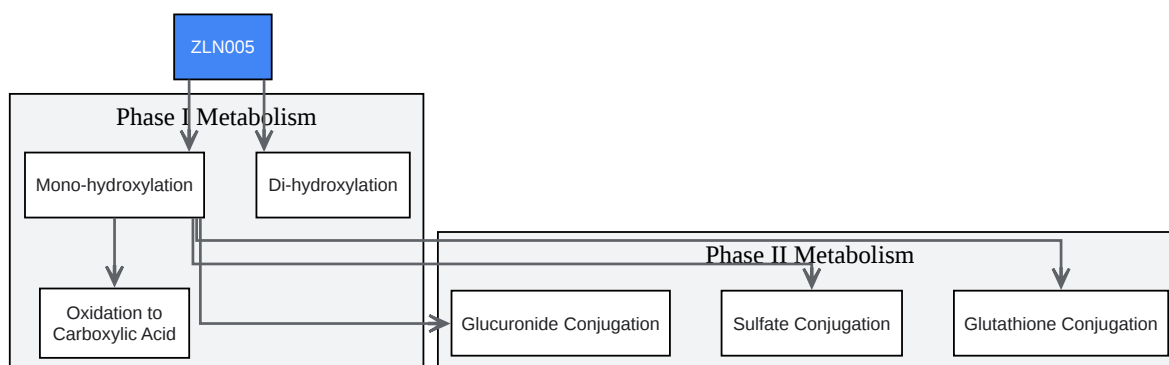 ZLN005
Phase I Metabolism
Mono-hydroxylation
Di-hydroxylation
Phase II Metabolism
Oxidation to
Carboxylic Acid
Glucuronide Conjugation
Sulfate Conjugation
Glutathione Conjugation